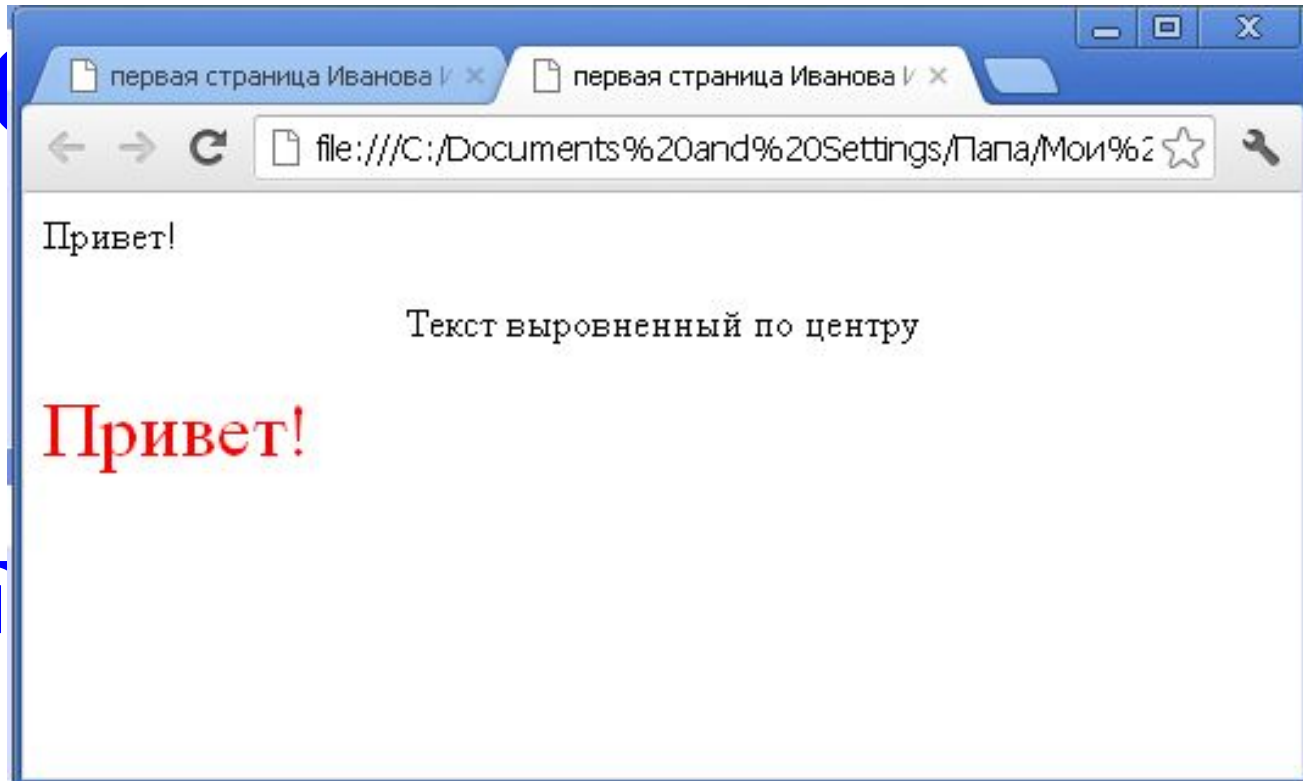 первая страница Иванова И
первая страница Иванова И
file:///C:/Documents%20and%20Settings/Папа/Мои%2
Привет!
Текст выровненный по центру
Привет!